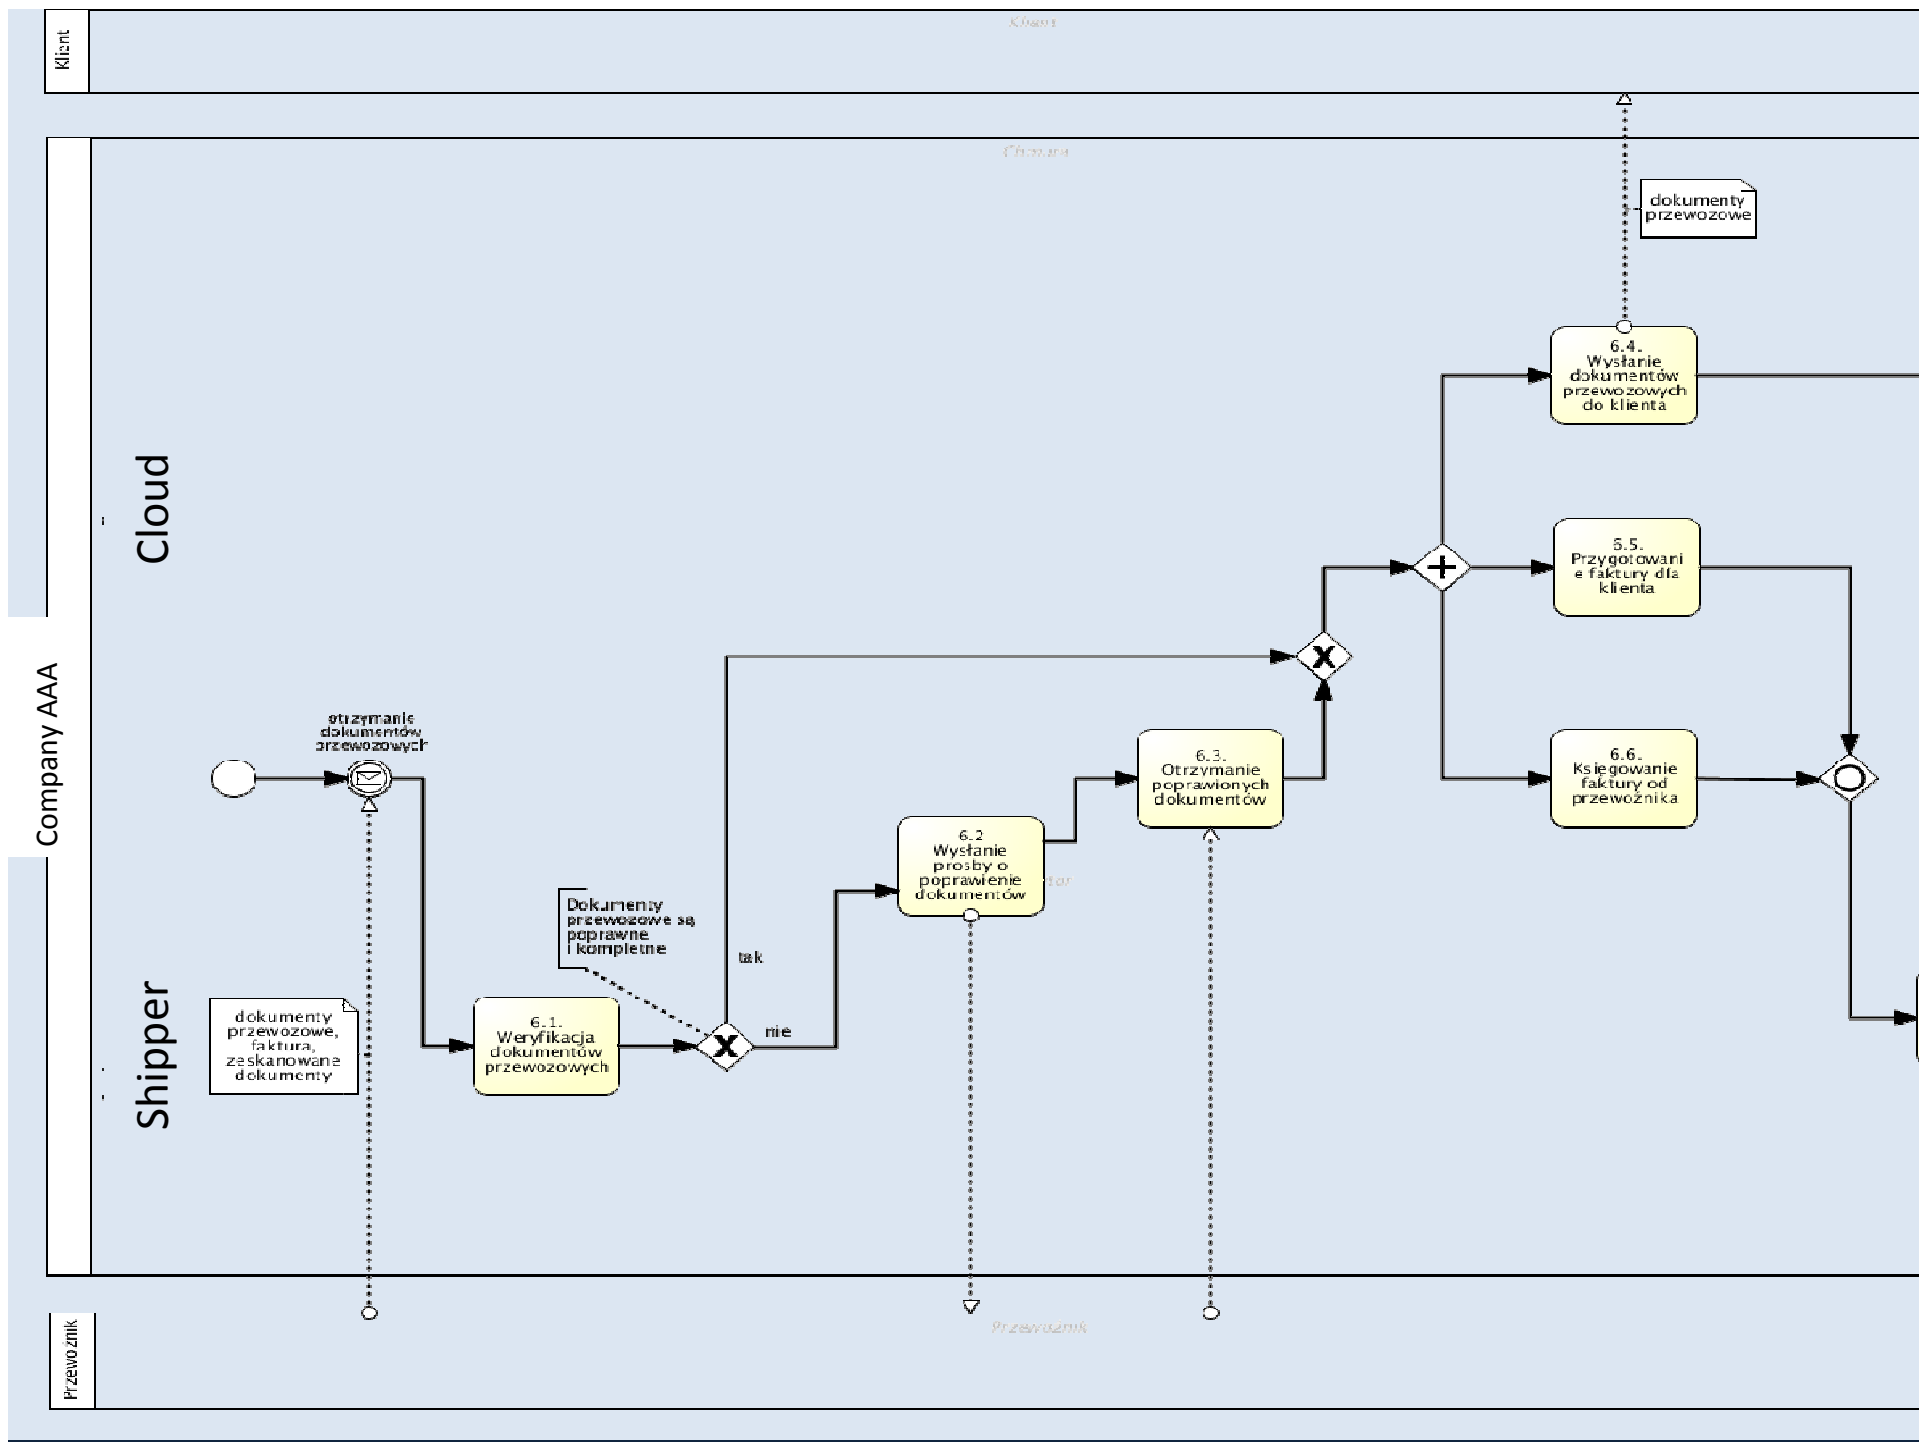 Klient
Klient
Chmura
dokumenty
przewozowe
6.4.
Wysłanie
dokumentów
przewozowych
do klienta
Cloud
6.5.
Przygotowani
e faktury dla
klienta
Company AAA
otrzymanie
dokumentów
przewozowych
6.3.
Otrzymanie
poprawionych
dokumentów
6.6.
Księgowanie
faktury od
przewoźnika
6.2
Wysłanie
prosby o
poprawienie
dokumentów
Dokumenty
przewozowe są
poprawne
i kompletne
tak
nie
Shipper
dokumenty
przewozowe,
faktura,
zeskanowane
dokumenty
6.1.
Weryfikacja
dokumentów
przewozowych
Przewoźnik
Przewoźnik